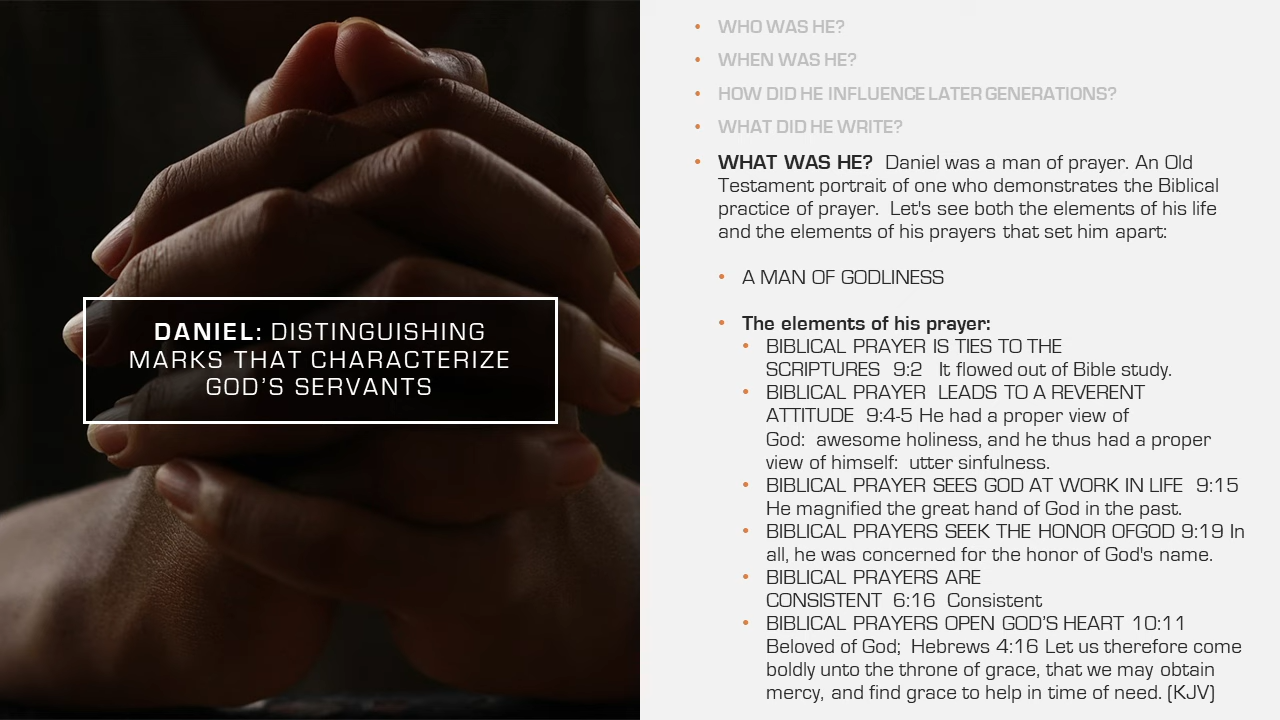 DANIEL: DISTINGUISHING
MARKS THAT CHARACTERIZE
GOD'S SERVANTS
• WHO WAS HE?
• WHEN WAS HE?
• HOW DID HE INFLUENCE LATER GENERATIONS?
• WHAT DID HE WRITE?
• WHAT WAS HE? Daniel was a man of prayer. An Old
Testament portrait of one who demonstrates the Biblical
practice of prayer. Let's see both the elements of his life
and the elements of his prayers that set him apart:
• A MAN OF GODLINESS
• The elements of his prayer:
• BIBLICAL PRAYER IS TIES TO THE
SCRIPTURES 9:2 It flowed out of Bible study.
• BIBLICAL PRAYER LEADS TO A REVERENT
ATTITUDE 9:4-5 He had a proper view of
God: awesome holiness, and he thus had a proper
view of himself: utter sinfulness.
• BIBLICAL PRAYER SEES GOD AT WORK IN LIFE 9:15
He magnified the great hand of God in the past.
• BIBLICAL PRAYERS SEEK THE HONOR OFGOD 9:19 In
all, he was concerned for the honor of God's name.
• BIBLICAL PRAYERS ARE
CONSISTENT 6:16 Consistent
• BIBLICAL PRAYERS OPEN GOD'S HEART 10:11
Beloved of God; Hebrews 4:16 Let us therefore come
boldly unto the throne of grace, that we may obtain
mercy, and find grace to help in time of need. (KJV)